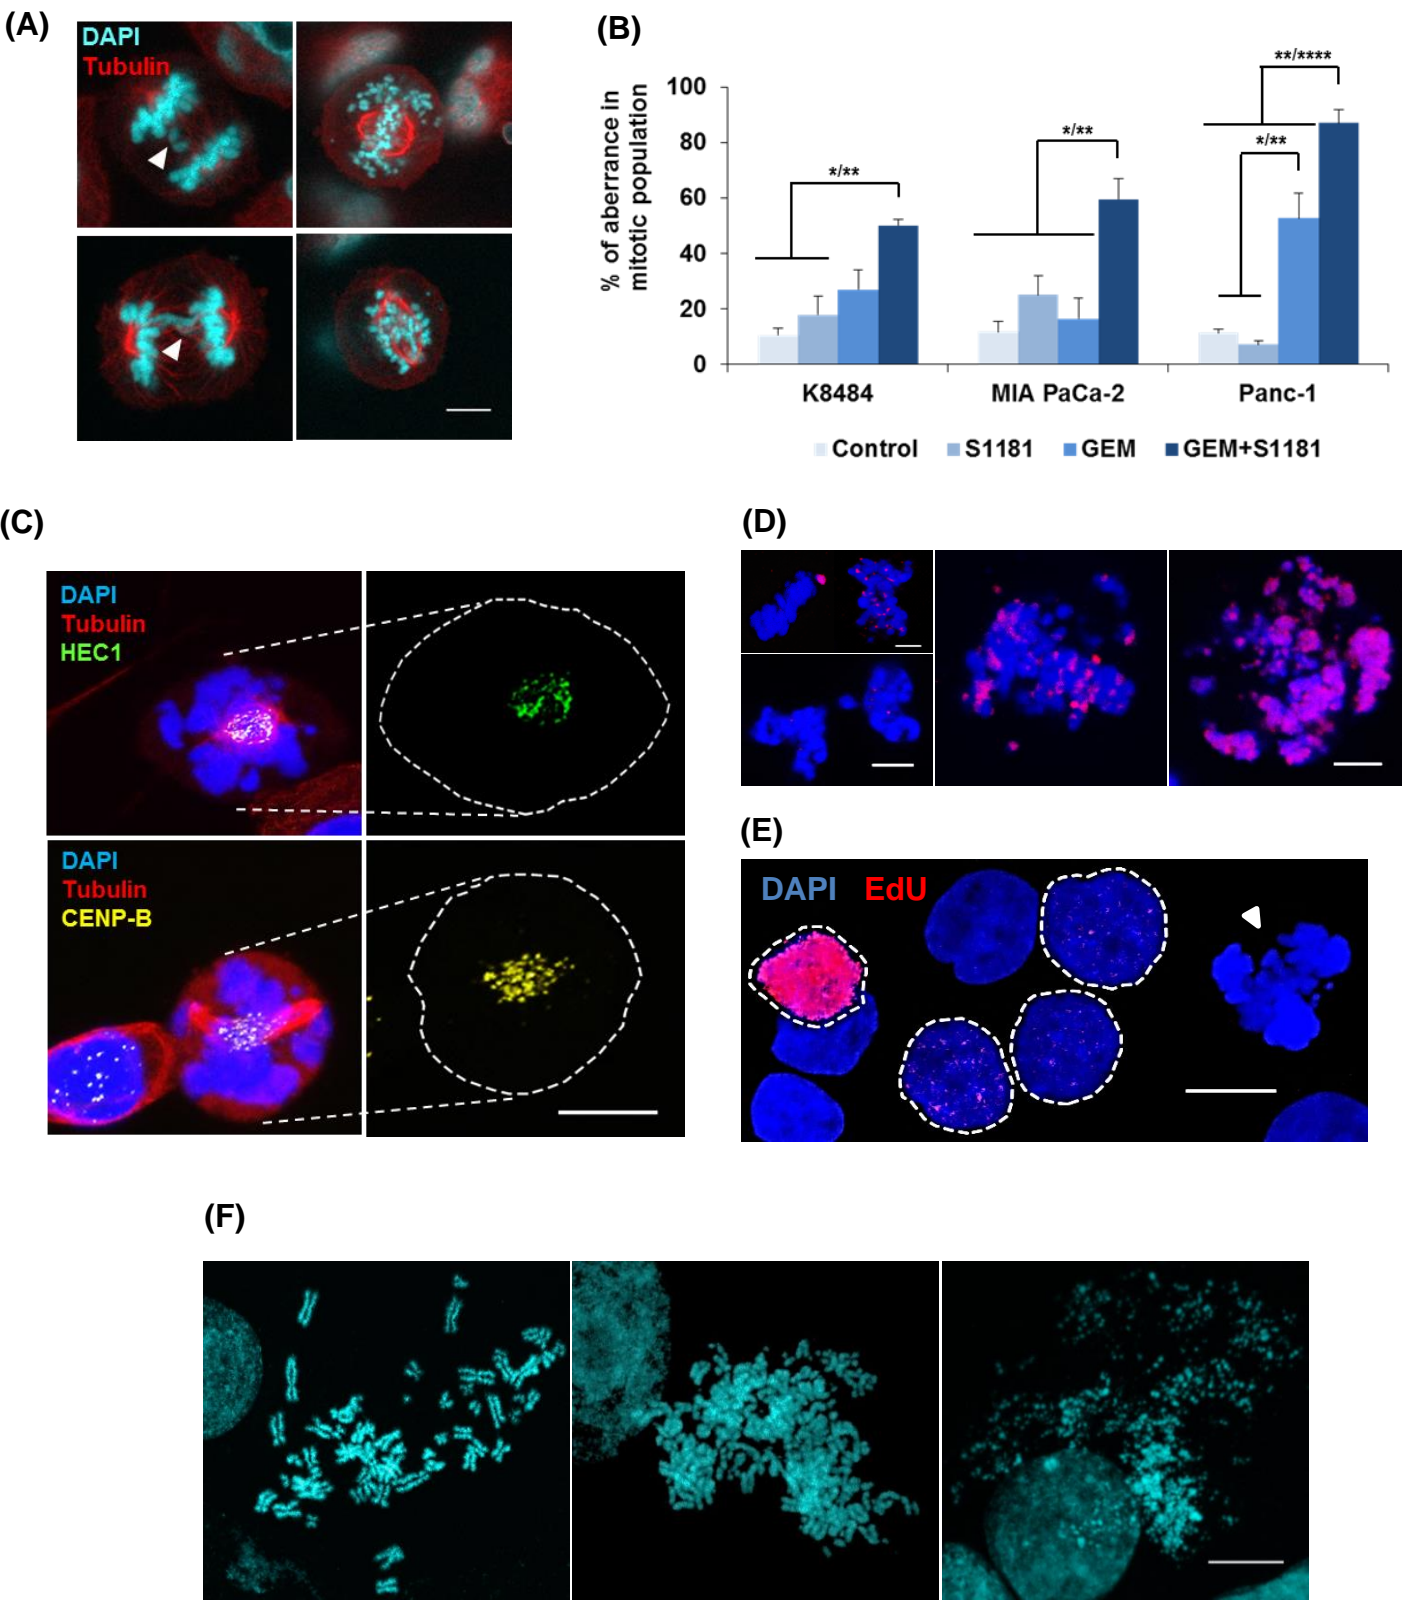 (A)
DAPI
Tubulin
(B)
% of aberrance in
mitotic population
100
80
60
40
20
0
*/**
*/**
*/**
**/****
K8484
MIA PaCa-2
Panc-1
Control
S1181
GEM
GEM+S1181
(C)
DAPI
Tubulin
HEC1
DAPI
Tubulin
CENP-B
(D)
(E)
DAPI EdU
(F)